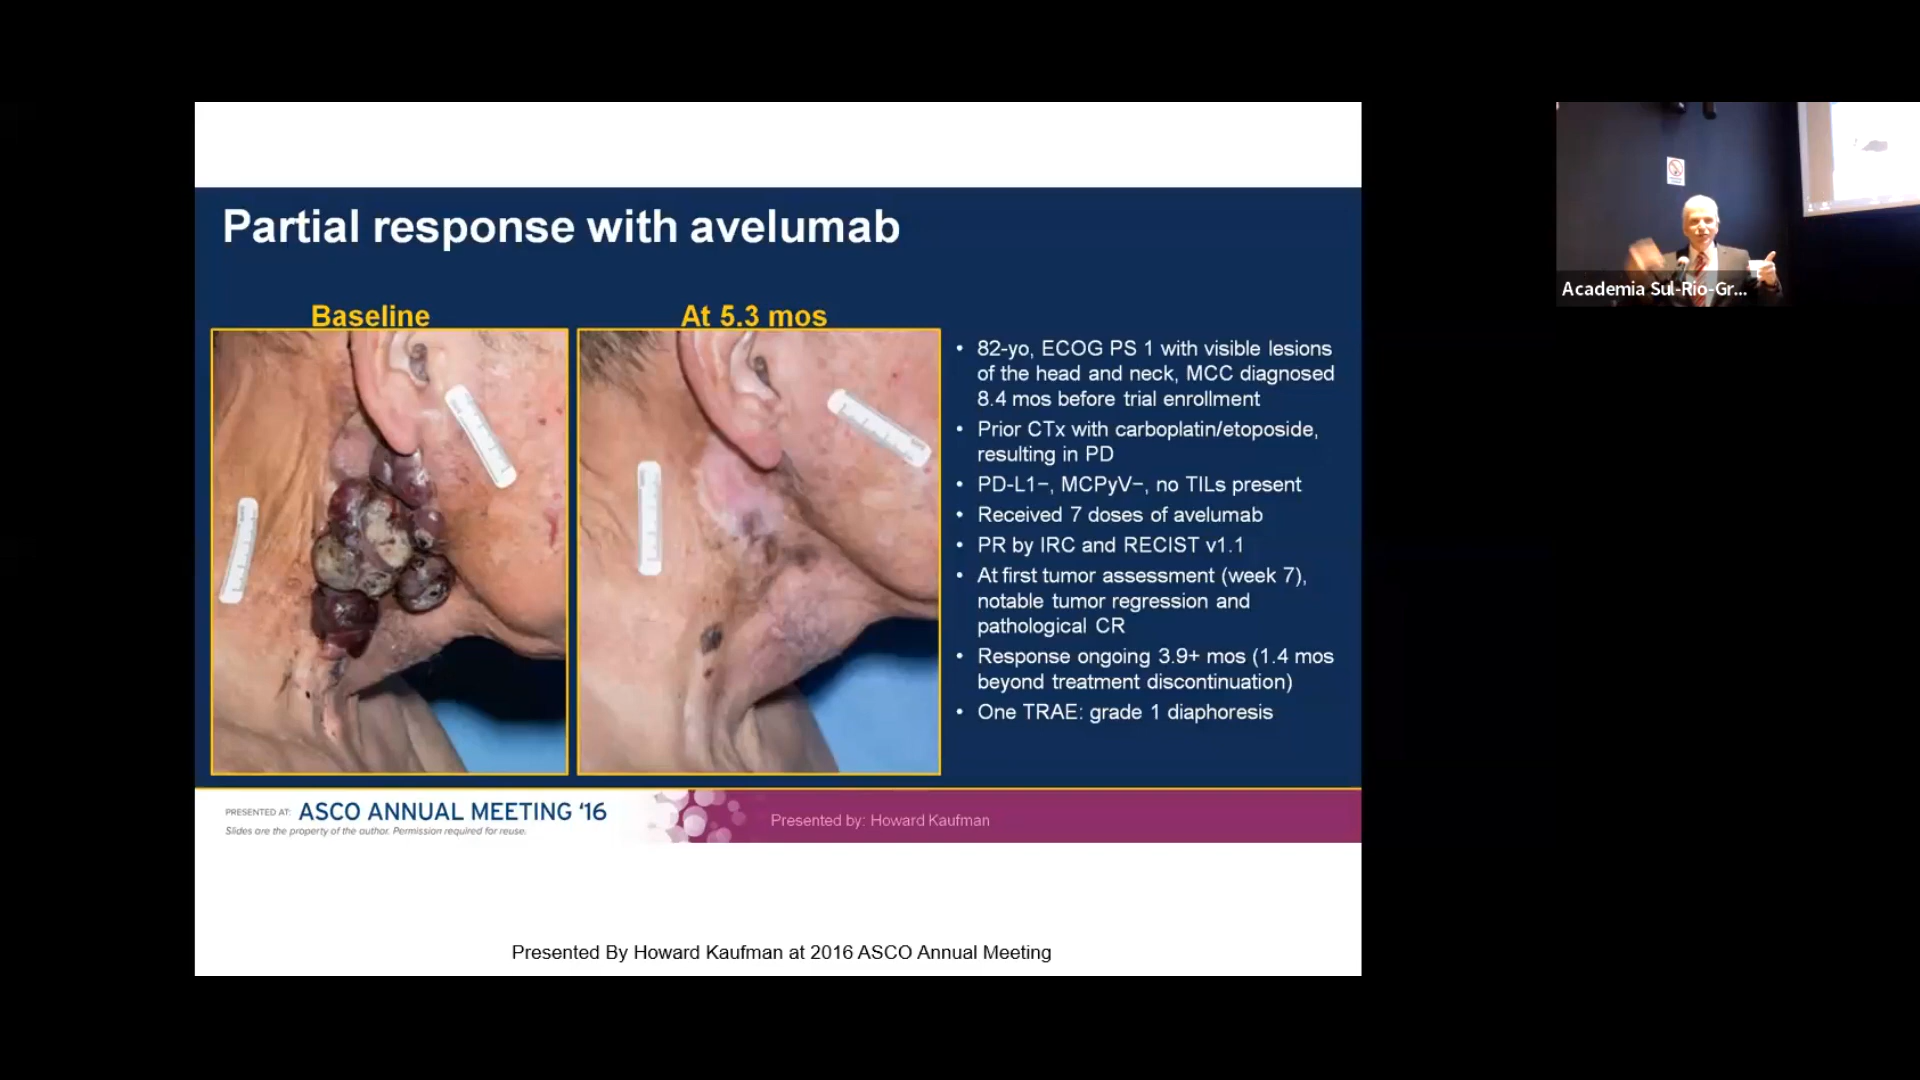 Partial response with avelumab
Baseline
At 5.3 mos
• 82-yo, ECOG PS 1 with visible lesions
of the head and neck, MCC diagnosed
8.4 mos before trial enrollment
• Prior CTx with carboplatin/etoposide,
resulting in PD
• PD-L1−, MCPyV−, no TILs present
• Received 7 doses of avelumab
• PR by IRC and RECIST v1.1
• At first tumor assessment (week 7),
notable tumor regression and
pathological CR
• Response ongoing 3.9+ mos (1.4 mos
beyond treatment discontinuation)
• One TRAE: grade 1 diaphoresis
PRESENTED AT: ASCO ANNUAL MEETING ‘16
Slides are the property of the author. Permission required for reuse.
Presented by: Howard Kaufman
Presented By Howard Kaufman at 2016 ASCO Annual Meeting
Academia Sul-Rio-Gr...